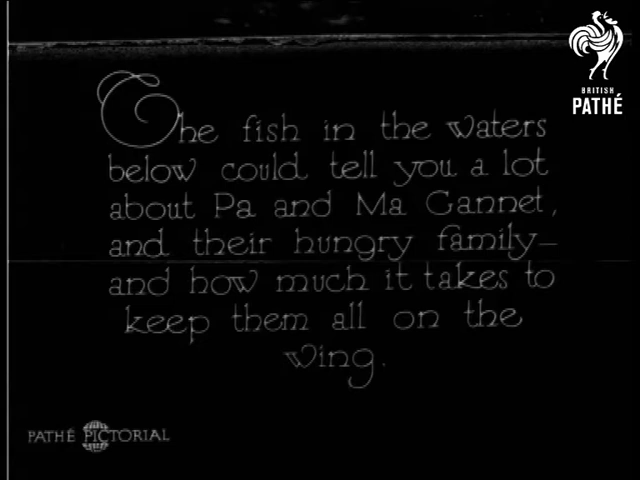 BRITISH
PATHÉ
The fish in the waters
below could tell you a lot
about Pa and Ma Gannet,
and their hungry family—
and how much it takes to
keep them all on the
wing.
PATHÉ PICTORIAL